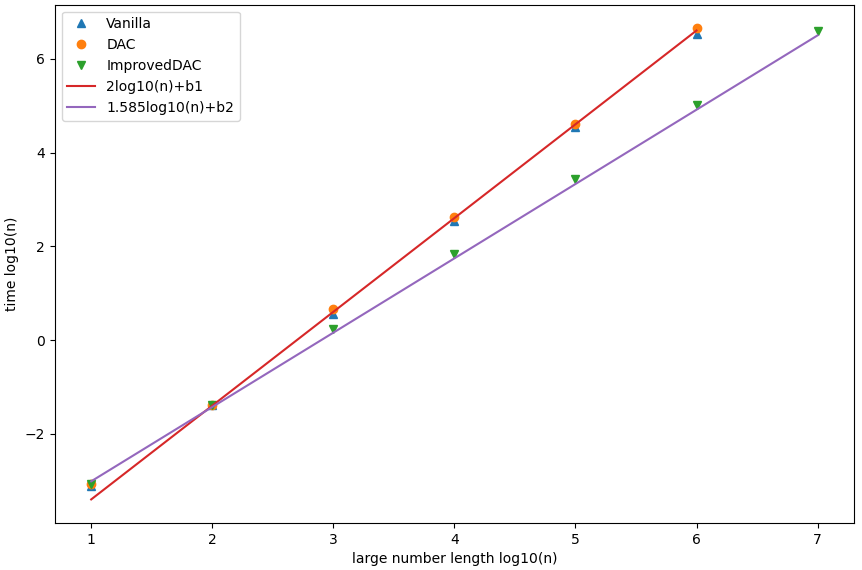 Vanilla
DAC
ImprovedDAC
2log10(n)+b1
1.585log10(n)+b2
6
4
2
0
−2
time log10(n)
1 2 3 4 5 6 7
large number length log10(n)